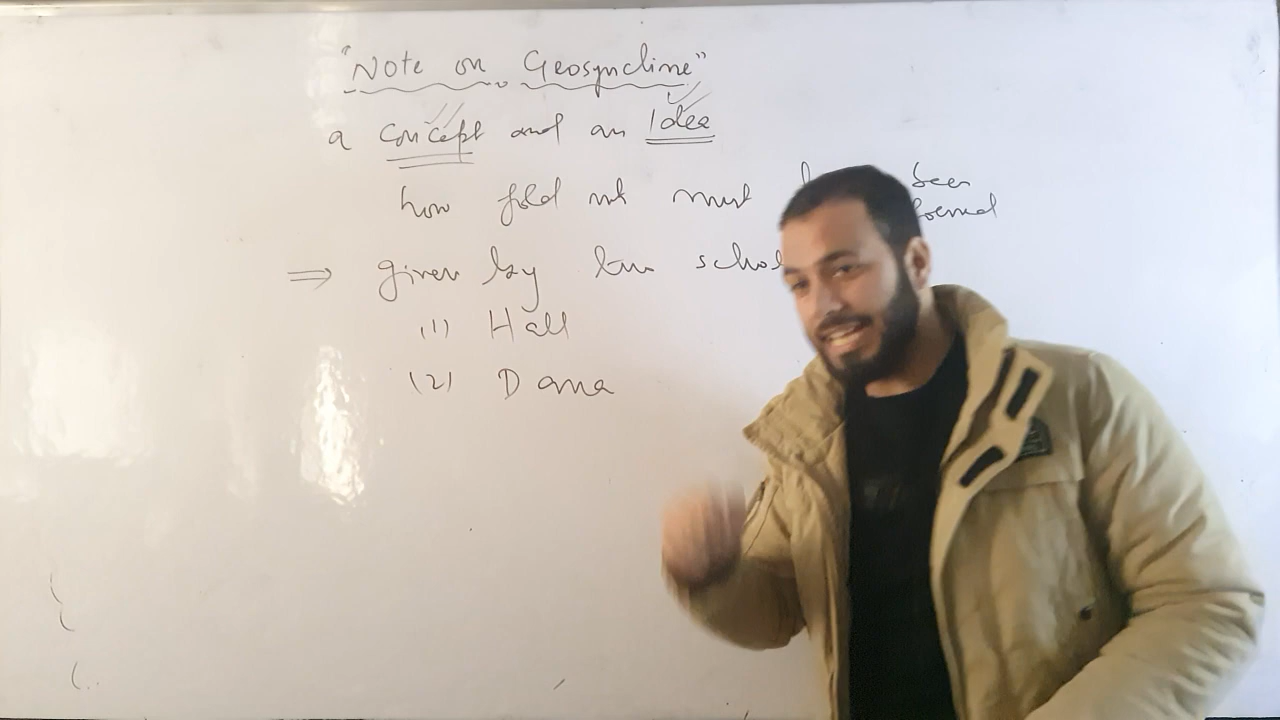 "Note on Geosyncline"
a concept and an Idea
how fold mt must been
formed
⇒ given by two schol
(1) Hall
(2) Dana